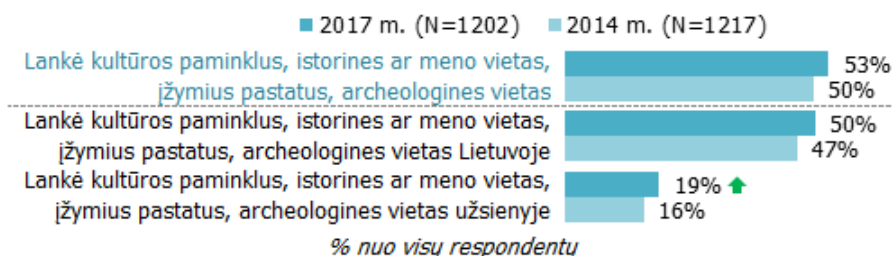 2017 m. (N=1202) 2014 m. (N=1217)
Lankė kultūros paminklus, istorines ar meno vietas,
įžymius pastatus, archeologines vietas
53%
50%
Lankė kultūros paminklus, istorines ar meno vietas,
įžymius pastatus, archeologines vietas Lietuvoje
50%
47%
Lankė kultūros paminklus, istorines ar meno vietas,
įžymius pastatus, archeologines vietas užsienyje
19%
16%
% nuo visų respondentų